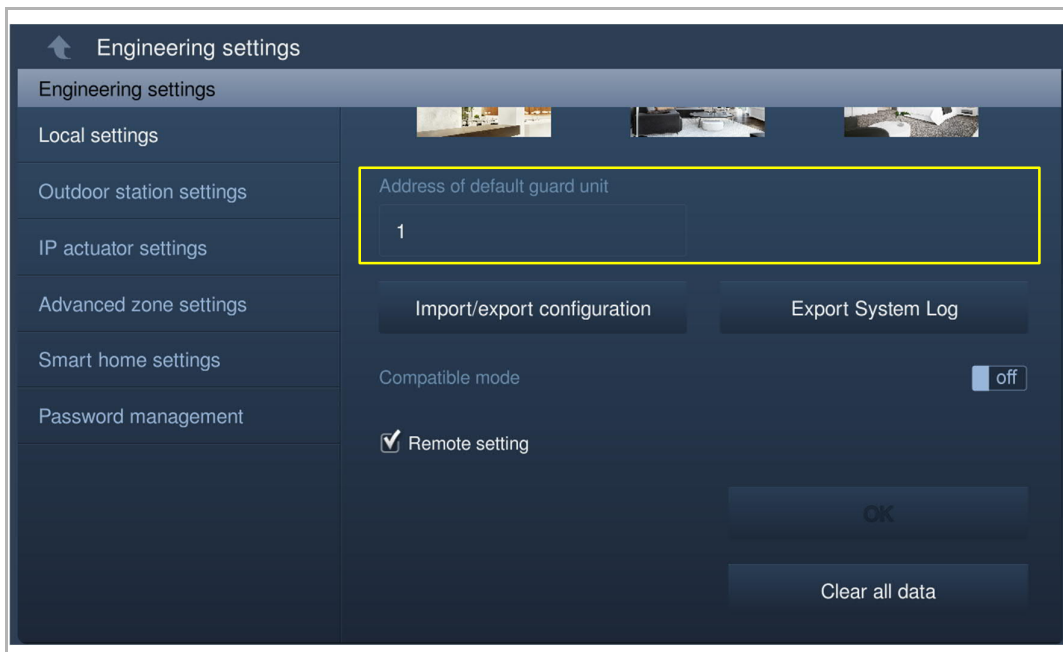 Engineering settings
Engineering settings
Local settings
Outdoor station settings
IP actuator settings
Advanced zone settings
Smart home settings
Password management
Address of default guard unit
1
Import/export configuration
Export System Log
Compatible mode
off
Remote setting
OK
Clear all data